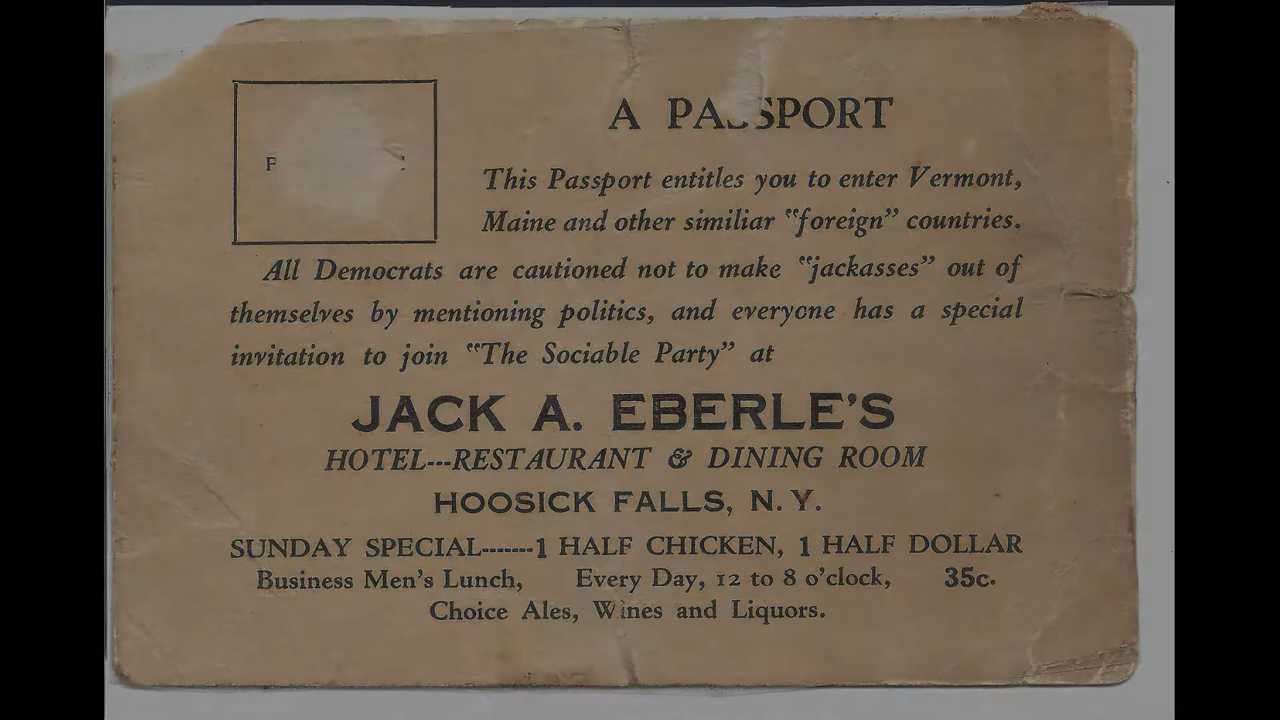 A PASSPORT
This Passport entitles you to enter Vermont,
Maine and other similiar "foreign" countries.
All Democrats are cautioned not to make "jackasses" out of
themselves by mentioning politics, and everyone has a special
invitation to join "The Sociable Party" at
JACK A. EBERLE'S
HOTEL---RESTAURANT & DINING ROOM
HOOSICK FALLS, N. Y.
SUNDAY SPECIAL-------1 HALF CHICKEN, 1 HALF DOLLAR
Business Men's Lunch, Every Day, 12 to 8 o'clock, 35c.
Choice Ales, Wines and Liquors.